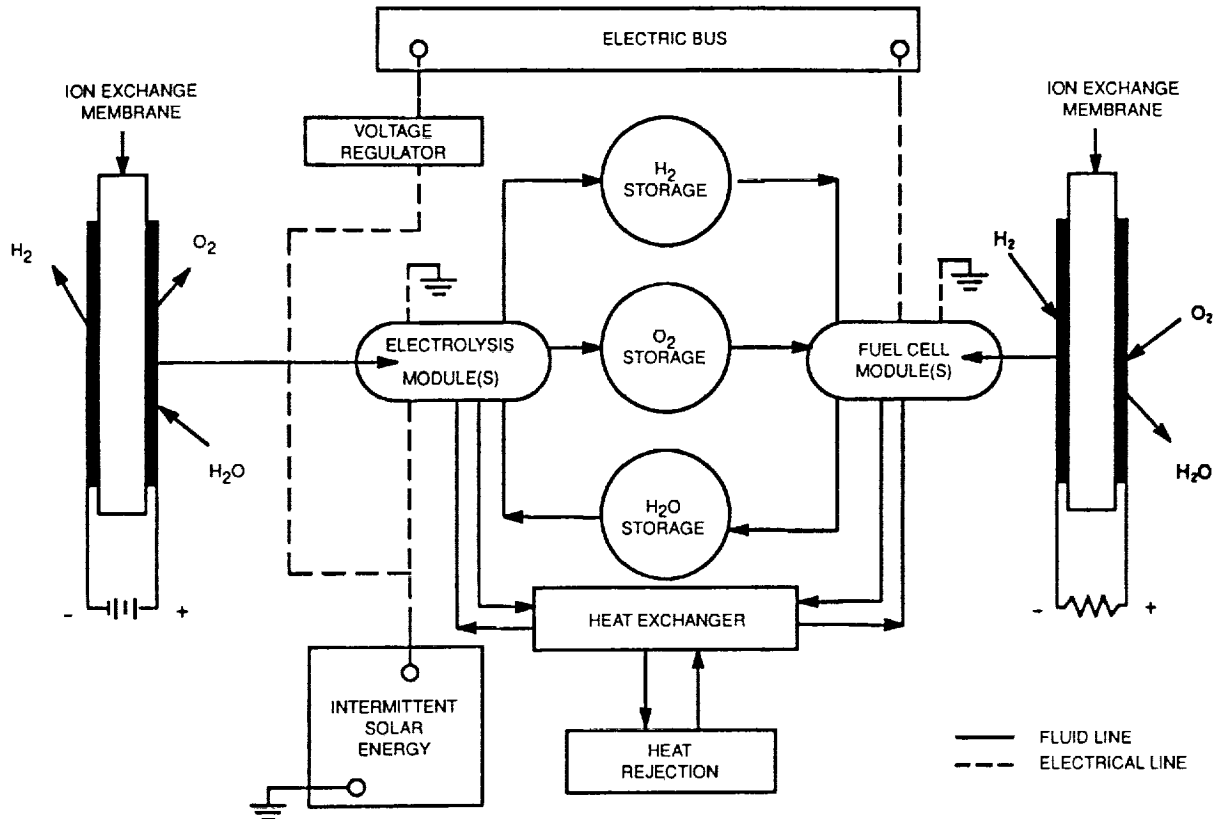 ELECTRIC BUS
ION EXCHANGE
MEMBRANE
VOLTAGE
REGULATOR
H2
STORAGE
ION EXCHANGE
MEMBRANE
H2
O2
H2
O2
ELECTROLYSIS
MODULE(S)
O2
STORAGE
FUEL CELL
MODULE(S)
H2O
H2O
H2O
STORAGE
- +
HEAT EXCHANGER
- +
INTERMITTENT
SOLAR
ENERGY
HEAT
REJECTION
FLUID LINE
ELECTRICAL LINE